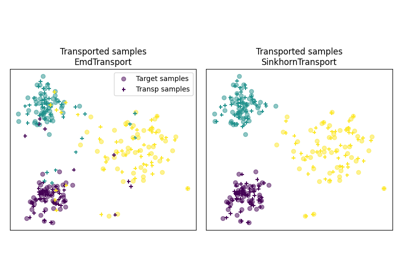 Transported samples
EmdTransport
Target samples
Transp samples
Transported samples
SinkhornTransport